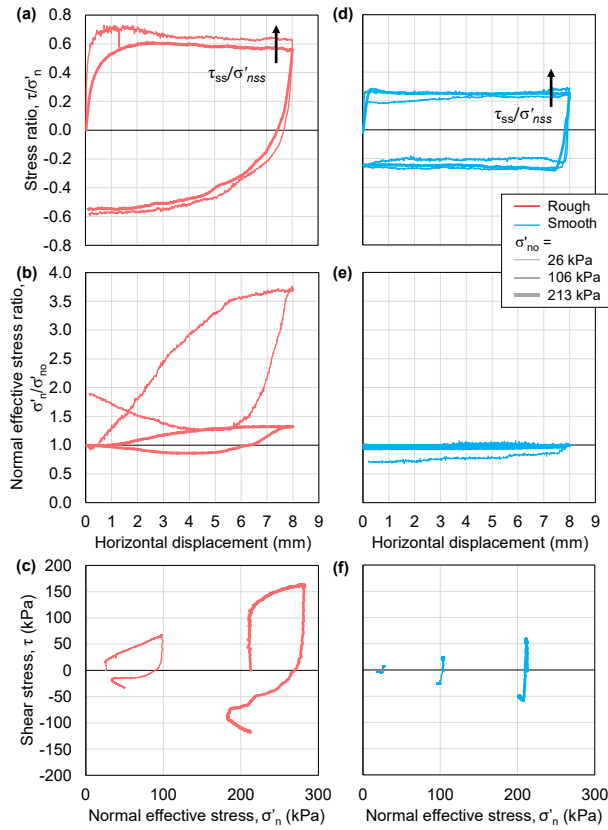 (a)
0.8
0.6
0.4
0.2
0.0
-0.2
-0.4
-0.6
-0.8
Stress ratio, τ/σ'n
τss/σ'nss
(d)
τss/σ'nss
Rough
Smooth
σ'no =
26 kPa
106 kPa
213 kPa
(b)
4.0
3.5
3.0
2.5
2.0
1.5
1.0
0.5
0.0
Normal effective stress ratio,
σ'n/σ'no
0 1 2 3 4 5 6 7 8 9
Horizontal displacement (mm)
(e)
0 1 2 3 4 5 6 7 8 9
Horizontal displacement (mm)
(c)
200
150
100
50
0
-50
-100
-150
-200
Shear stress, τ (kPa)
0 100 200 300
Normal effective stress, σ'n (kPa)
(f)
0 100 200 300
Normal effective stress, σ'n (kPa)